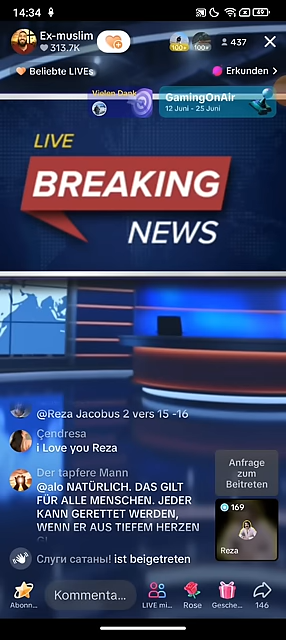 14:34
49
Ex-muslim
317.7K
100+
100+
437
Beliebte LIVEs
Erkunden >
Vielen Dank
GamingOnAir
12 Juni - 25 Juni
LIVE
BREAKING
NEWS
@Reza Jacobus 2 vers 15 -16
Çendresa
i Love you Reza
Der tapfere Mann
@alo NATÜRLICH. DAS GILT
FÜR ALLE MENSCHEN. JEDER
KANN GERETTET WERDEN,
WENN ER AUS TIEFEM HERZEN
Anfrage
zum
Beitreten
169
Reza
Слуги сатаны! ist beigetreten
Kommenta...
Abonn...
LIVE mi...
Rose
Gesche...
146